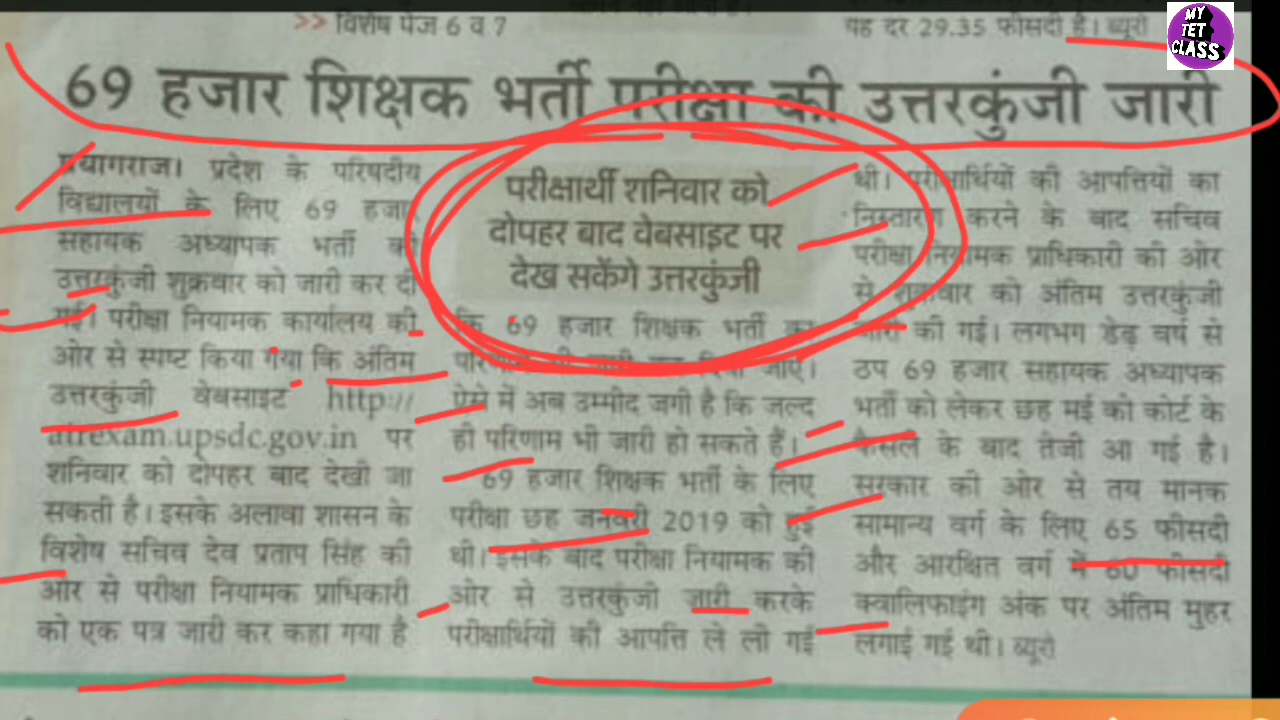 >> विशेष पेज 6 व 7
यह दर 29.35 फीसदी है। ब्यूरो
MY
TET
CLASS
69 हजार शिक्षक भर्ती परीक्षा की उत्तरकुंजी जारी
प्रयागराज। प्रदेश के परिषदीय
विद्यालयों के लिए 69 हजार
सहायक अध्यापक भर्ती की
उत्तरकुंजी शुक्रवार को जारी कर दी
गई। परीक्षा नियामक कार्यालय की
ओर से स्पष्ट किया गया कि अंतिम
उत्तरकुंजी वेबसाइट http://
atrexam.upsdc.gov.in पर
शनिवार को दोपहर बाद देखी जा
सकती है। इसके अलावा शासन के
विशेष सचिव देव प्रताप सिंह की
ओर से परीक्षा नियामक प्राधिकारी
को एक पत्र जारी कर कहा गया है
परीक्षार्थी शनिवार को
दोपहर बाद वेबसाइट पर
देख सकेंगे उत्तरकुंजी
कि 69 हजार शिक्षक भर्ती का
परिणाम भी जारी कर दिया जाए।
ऐसे में अब उम्मीद जगी है कि जल्द
ही परिणाम भी जारी हो सकते हैं।
69 हजार शिक्षक भर्ती के लिए
परीक्षा छह जनवरी 2019 को हुई
थी। इसके बाद परीक्षा नियामक की
ओर से उत्तरकुंजी जारी करके
परीक्षार्थियों की आपत्ति ले ली गई
थी। परीक्षार्थियों की आपत्तियों का
निस्तारण करने के बाद सचिव
परीक्षा नियामक प्राधिकारी की ओर
से शुक्रवार को अंतिम उत्तरकुंजी
जारी की गई। लगभग डेढ़ वर्ष से
ठप 69 हजार सहायक अध्यापक
भर्ती को लेकर छह मई को कोर्ट के
फैसले के बाद तेजी आ गई है।
सरकार की ओर से तय मानक
सामान्य वर्ग के लिए 65 फीसदी
और आरक्षित वर्ग में 60 फीसदी
क्वालिफाइंग अंक पर अंतिम मुहर
लगाई गई थी। ब्यूरो